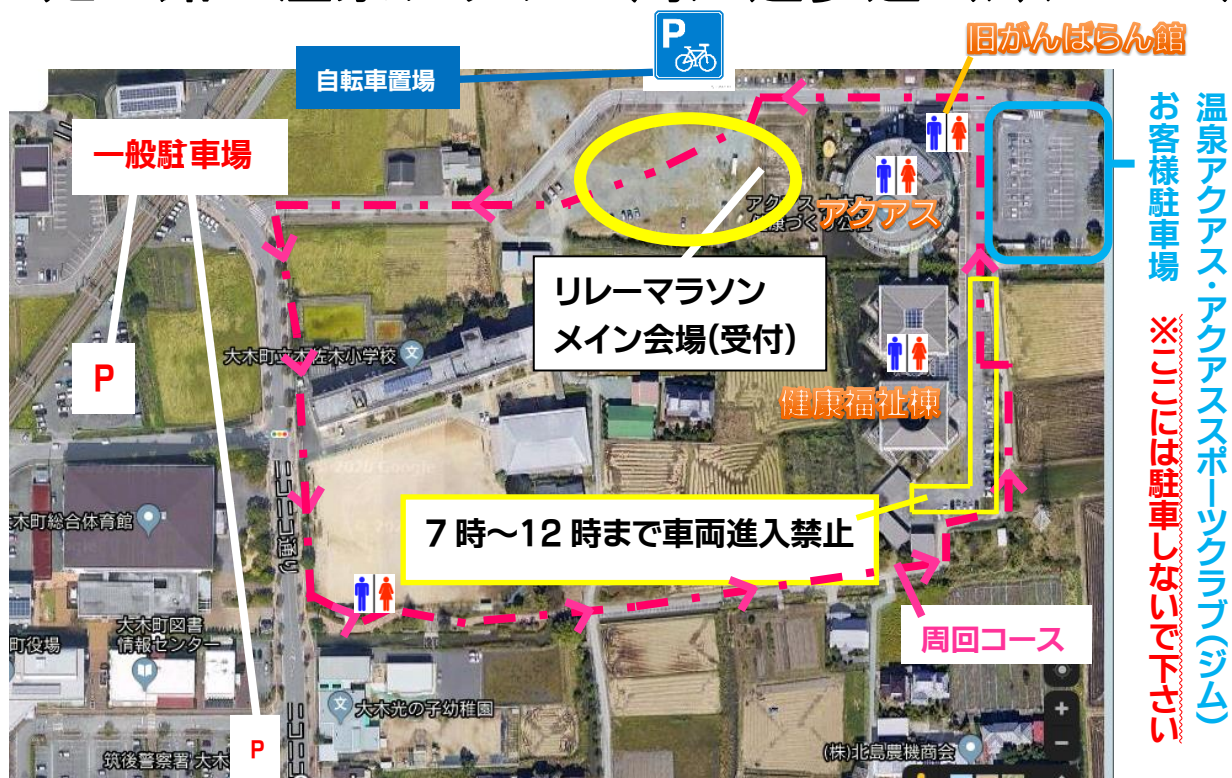 P
旧がんばらん館
自転車置場
一般駐車場
アクアス
リレーマラソン
メイン会場(受付)
大木町立木佐木小学校
P
健康福祉棟
7時～12時まで車両進入禁止
木町総合体育館
ニコニコ通り
周回コース
大木町図書
情報センター
町役場
大木光の子幼稚園
P
筑後警察署 大木
(株)北島農機商会
温泉アクアス・アクアススポーツクラブ(ジム)
お客様駐車場 ※ここには駐車しないで下さい